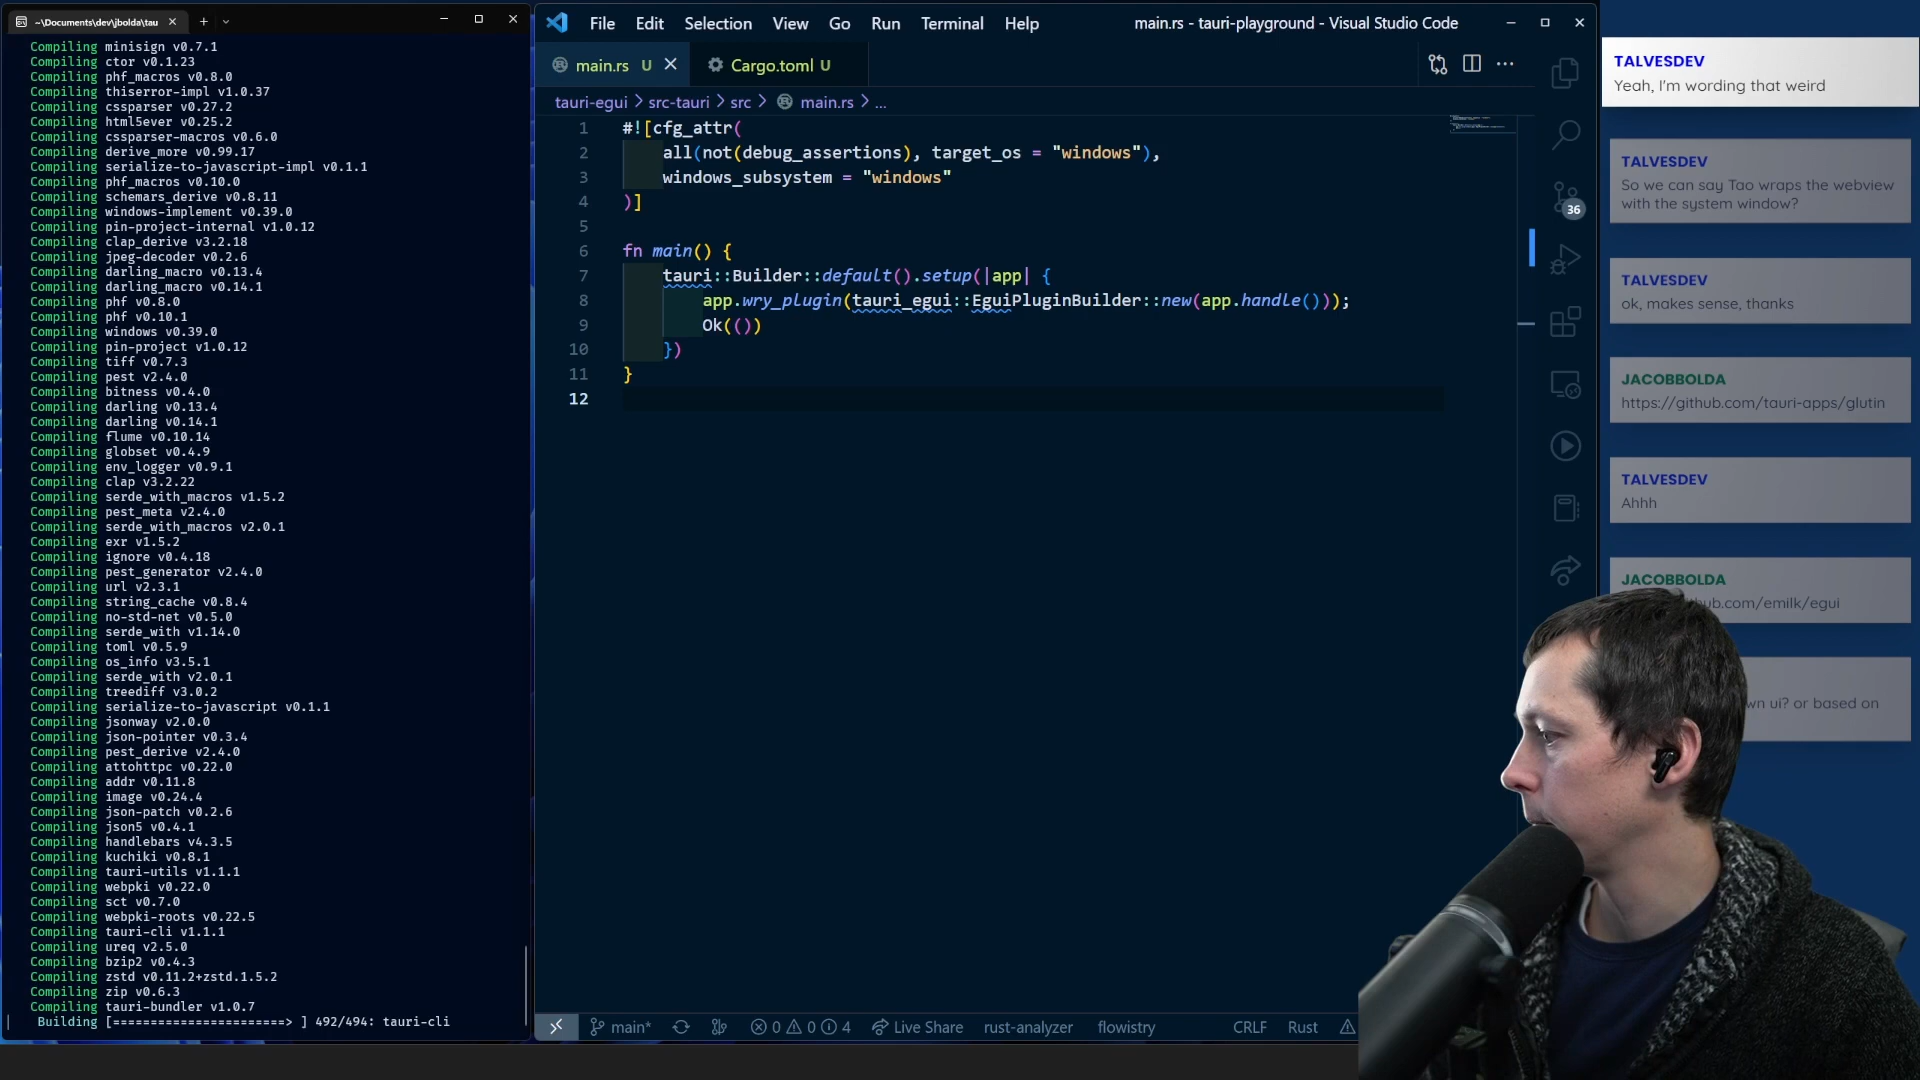 ~\Documents\dev\jbolda\tau
Compiling minisign v0.7.1
Compiling ctor v0.1.23
Compiling phf_macros v0.8.0
Compiling thiserror-impl v1.0.37
Compiling cssparser v0.27.2
Compiling html5ever v0.25.2
Compiling cssparser-macros v0.6.0
Compiling derive_more v0.99.17
Compiling serialize-to-javascript-impl v0.1.1
Compiling phf_macros v0.10.0
Compiling schemars_derive v0.8.11
Compiling windows-implement v0.39.0
Compiling pin-project-internal v1.0.12
Compiling clap_derive v3.2.18
Compiling jpeg-decoder v0.2.6
Compiling darling_macro v0.13.4
Compiling darling_macro v0.14.1
Compiling phf v0.8.0
Compiling phf v0.10.1
Compiling windows v0.39.0
Compiling pin-project v1.0.12
Compiling tiff v0.7.3
Compiling pest v2.4.0
Compiling bitness v0.4.0
Compiling darling v0.13.4
Compiling darling v0.14.1
Compiling flume v0.10.14
Compiling globset v0.4.9
Compiling env_logger v0.9.1
Compiling clap v3.2.22
Compiling serde_with_macros v1.5.2
Compiling pest_meta v2.4.0
Compiling serde_with_macros v2.0.1
Compiling exr v1.5.2
Compiling ignore v0.4.18
Compiling pest_generator v2.4.0
Compiling url v2.3.1
Compiling string_cache v0.8.4
Compiling no-std-net v0.5.0
Compiling serde_with v1.14.0
Compiling toml v0.5.9
Compiling os_info v3.5.1
Compiling serde_with v2.0.1
Compiling treediff v3.0.2
Compiling serialize-to-javascript v0.1.1
Compiling jsonway v2.0.0
Compiling json-pointer v0.3.4
Compiling pest_derive v2.4.0
Compiling attohttpc v0.22.0
Compiling addr v0.11.8
Compiling image v0.24.4
Compiling json-patch v0.2.6
Compiling json5 v0.4.1
Compiling handlebars v4.3.5
Compiling kuchiki v0.8.1
Compiling tauri-utils v1.1.1
Compiling webpki v0.22.0
Compiling sct v0.7.0
Compiling webpki-roots v0.22.5
Compiling tauri-cli v1.1.1
Compiling ureq v2.5.0
Compiling bzip2 v0.4.3
Compiling zstd v0.11.2+zstd.1.5.2
Compiling zip v0.6.3
Compiling tauri-bundler v1.0.7
Building [=======================> ] 492/494: tauri-cli
File Edit Selection View Go Run Terminal Help main.rs - tauri-playground - Visual Studio Code
main.rs U Cargo.toml U
tauri-egui > src-tauri > src > main.rs > ...
1 #![cfg_attr(
2 all(not(debug_assertions), target_os = "windows"),
3 windows_subsystem = "windows"
4 )]
5
6 fn main() {
7 tauri::Builder::default().setup(|app| {
8 app.wry_plugin(tauri_egui::EguiPluginBuilder::new(app.handle()));
9 Ok(())
10 })
11 }
12
36
main* 0 0 4 Live Share rust-analyzer flowistry CRLF Rust
TALVESDEV
Yeah, I'm wording that weird
TALVESDEV
So we can say Tao wraps the webview
with the system window?
TALVESDEV
ok, makes sense, thanks
JACOBBOLDA
https://github.com/tauri-apps/glutin
TALVESDEV
Ahhh
JACOBBOLDA
hub.com/emilk/egui
wn ui? or based on